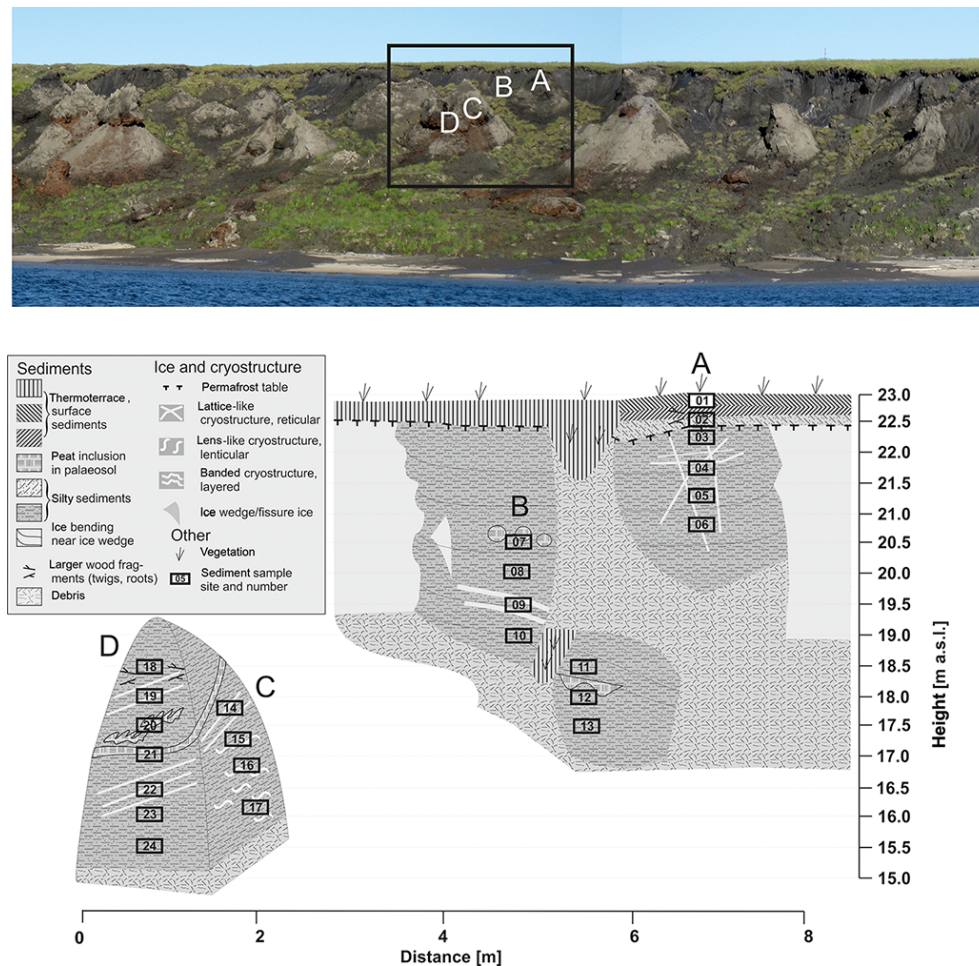 A
B
C
D
Sediments
Thermoterrace,
surface
sediments
Peat inclusion
in palaeosol
Silty sediments
Ice bending
near ice wedge
Larger wood frag-
ments (twigs, roots)
Debris
Ice and cryostructure
Permafrost table
Lattice-like
cryostructure, reticular
Lens-like cryostructure,
lenticular
Banded cryostructure,
layered
Ice wedge/fissure ice
Other
Vegetation
05 Sediment sample
site and number
A
01
02
03
04
05
06
B
07
08
09
10
11
12
13
C
14
15
16
17
D
18
19
20
21
22
23
24
23.0
22.5
22.0
21.5
21.0
20.5
20.0
19.5
19.0
18.5
18.0
17.5
17.0
16.5
16.0
15.5
15.0
Height [m a.s.l.]
0 2 4 6 8
Distance [m]